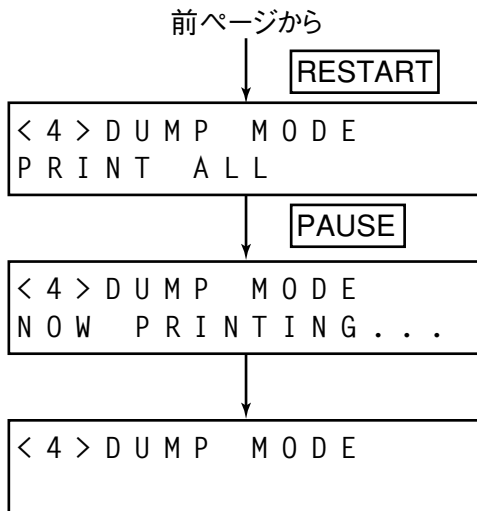 前ページから
RESTART
<4>DUMP MODE
PRINT ALL
PAUSE
<4>DUMP MODE
NOW PRINTING...
<4>DUMP MODE